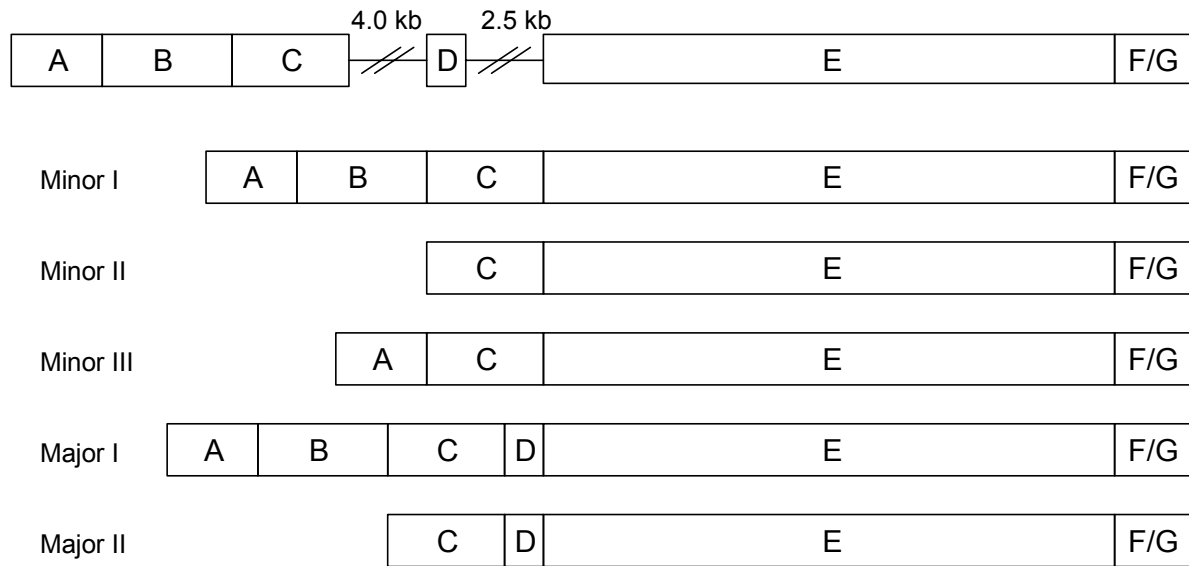 4.0 kb 2.5 kb
A B C D E F/G
Minor I A B C E F/G
Minor II C E F/G
Minor III A C E F/G
Major I A B C D E F/G
Major II C D E F/G